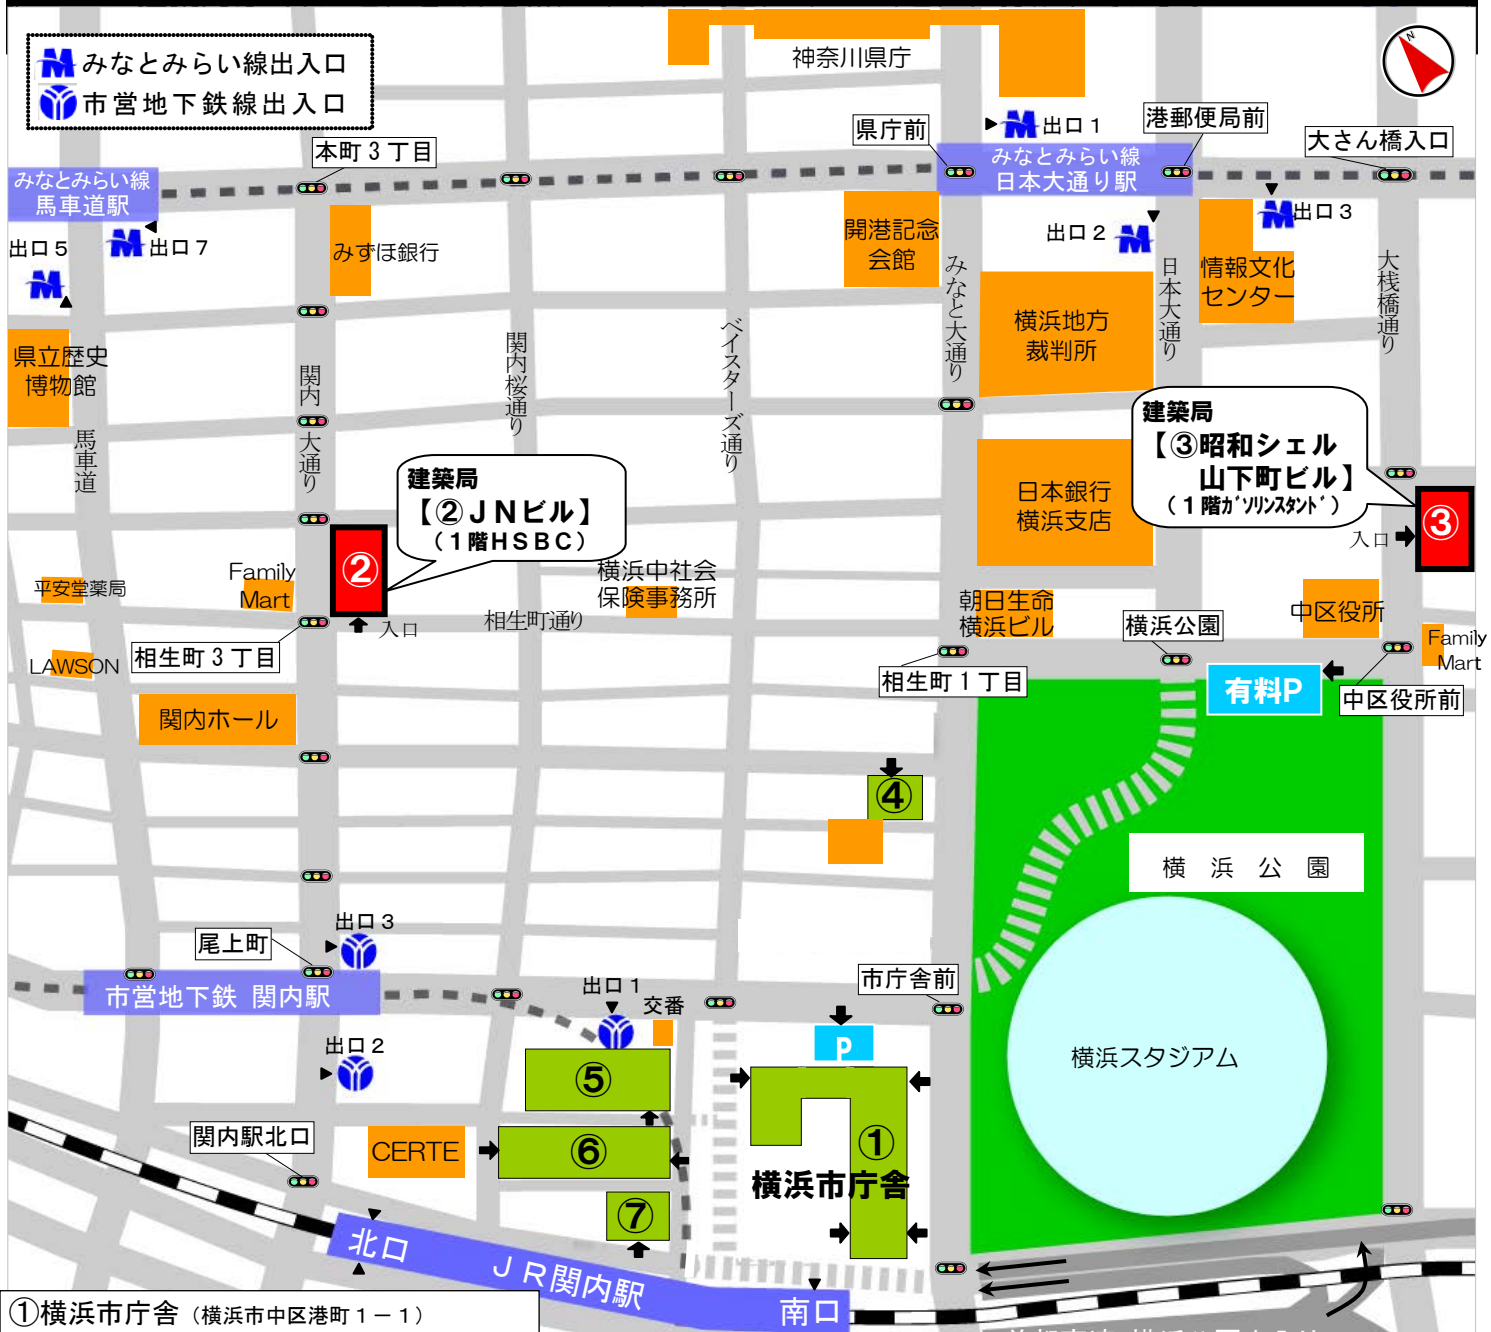 みなとみらい線出入口
市営地下鉄線出入口
N
神奈川県庁
本町3丁目
県庁前
出口1
港郵便局前
大さん橋入口
みなとみらい線
馬車道駅
みなとみらい線
日本大通り駅
出口5
出口7
みずほ銀行
開港記念
会館
出口2
出口3
情報文化
センター
県立歴史
博物館
横浜地方
裁判所
馬車道
関内
大通り
関内桜通り
ベイスターズ通り
みなと大通り
日本大通り
大桟橋通り
建築局
【②JNビル】
(1階HSBC)
建築局
【③昭和シェル
山下町ビル】
(1階ガソリンスタンド)
日本銀行
横浜支店
②
③
入口
入口
平安堂薬局
Family
Mart
横浜中社会
保険事務所
相生町通り
朝日生命
横浜ビル
横浜公園
中区役所
Family
Mart
LAWSON
相生町3丁目
相生町1丁目
有料P
中区役所前
関内ホール
④
横浜公園
出口3
尾上町
市営地下鉄 関内駅
出口1
交番
市庁舎前
P
出口2
⑤
横浜スタジアム
関内駅北口
CERTE
⑥
①
横浜市庁舎
⑦
北口
JR関内駅
南口
①横浜市庁舎(横浜市中区港町1-1)